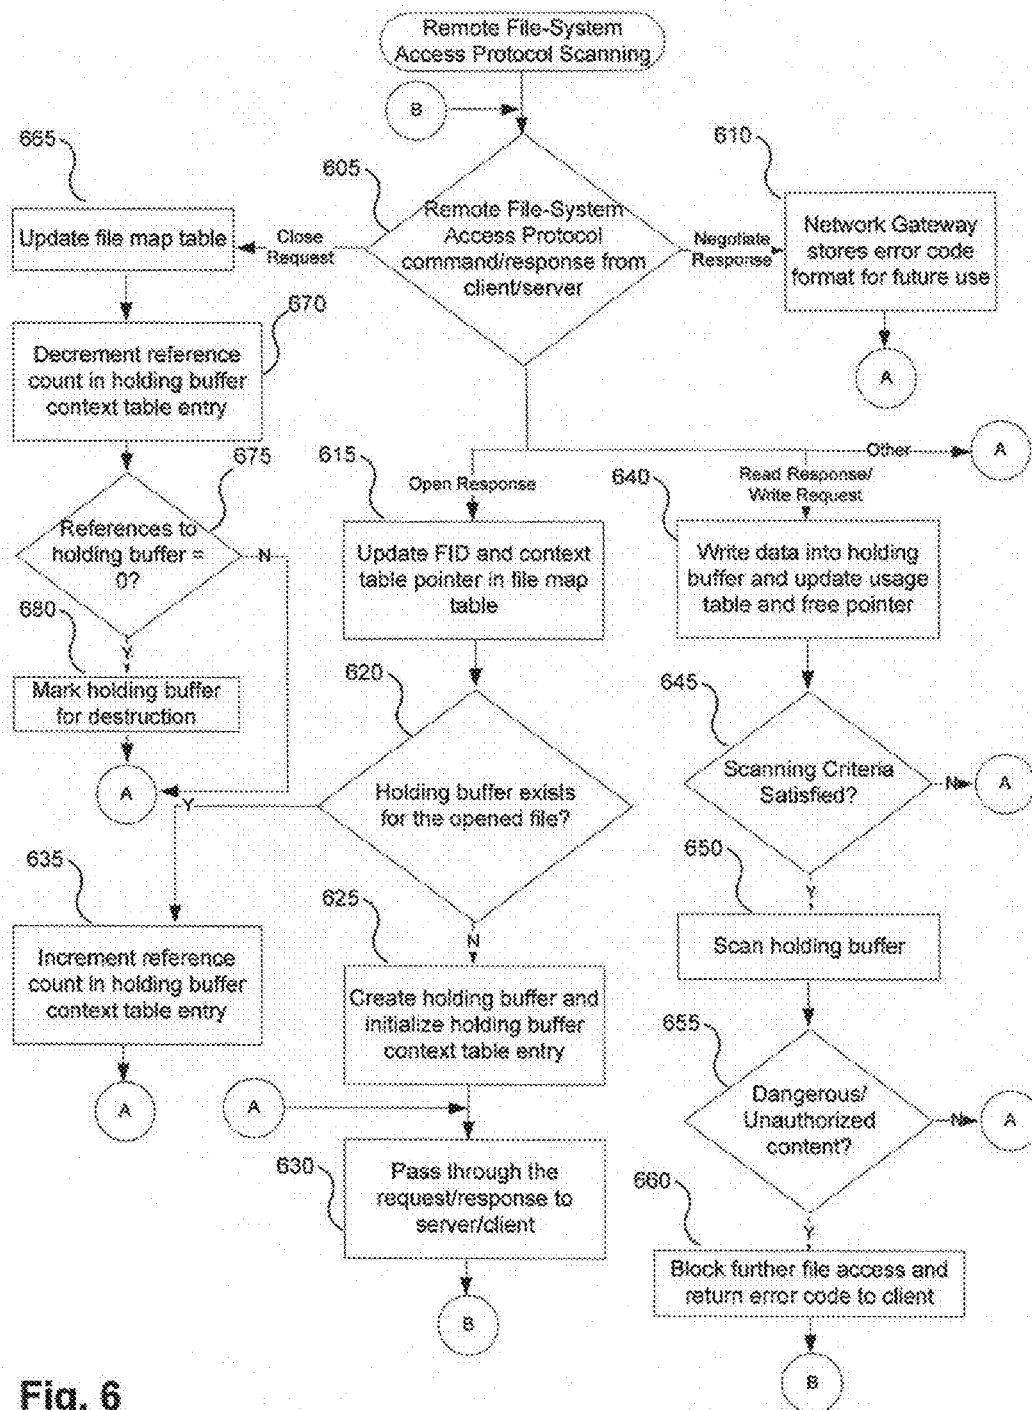 Remote File-System
Access Protocol Scanning
B
665
605
610
Remote File-System
Access Protocol
command/response from
client/server
Update file map table
Close
Request
Negotiate
Response
Network Gateway
stores error code
format for future use
670
A
Decrement reference
count in holding buffer
context table entry
675
615
Open Response
640
Read Response/
Write Request
Other
A
References to
holding buffer =
0?
N
Update FID and context
table pointer in file map
table
Write data into holding
buffer and update usage
table and free pointer
680
Y
Mark holding buffer
for destruction
620
645
A
Y
Holding buffer exists
for the opened file?
Scanning Criteria
Satisfied?
N
A
635
625
650
Y
N
Increment reference
count in holding buffer
context table entry
Create holding buffer and
initialize holding buffer
context table entry
Scan holding buffer
655
A
A
Dangerous/
Unauthorized
content?
N
A
630
Pass through the
request/response to
server/client
660
Y
Block further file access and
return error code to client
B
B
Fig. 6